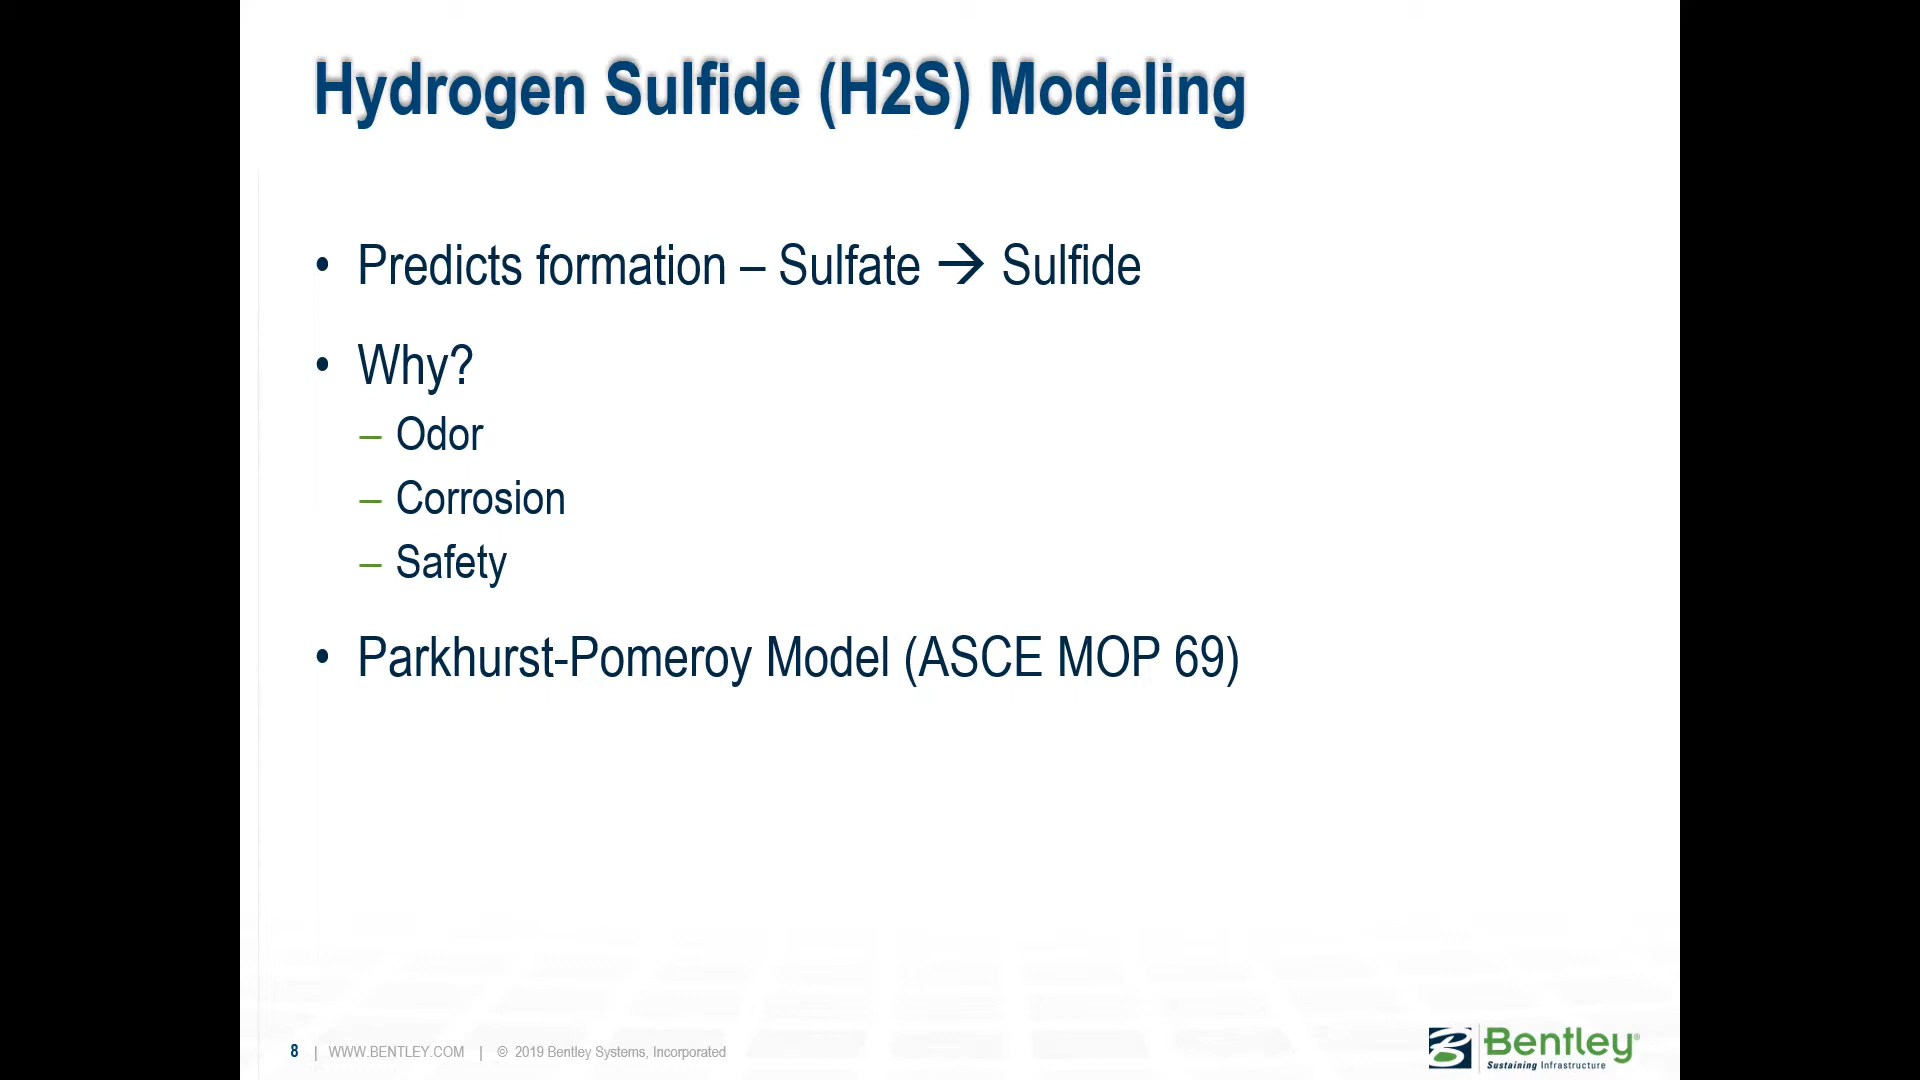 Hydrogen Sulfide (H2S) Modeling
• Predicts formation – Sulfate → Sulfide
• Why?
– Odor
– Corrosion
– Safety
• Parkhurst-Pomeroy Model (ASCE MOP 69)
8 | WWW.BENTLEY.COM | © 2019 Bentley Systems, Incorporated
Bentley®
Sustaining Infrastructure